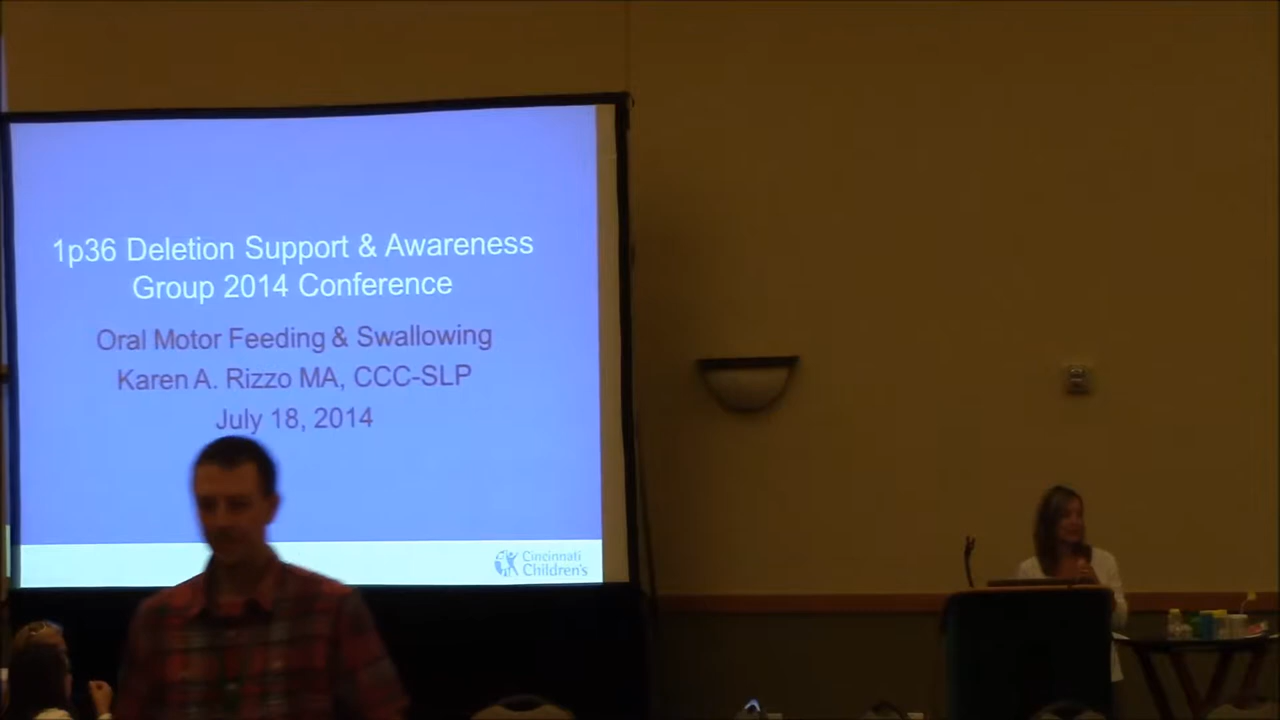 1p36 Deletion Support & Awareness
Group 2014 Conference
Oral Motor Feeding & Swallowing
Karen A. Rizzo MA, CCC-SLP
July 18, 2014
Cincinnati
Children's